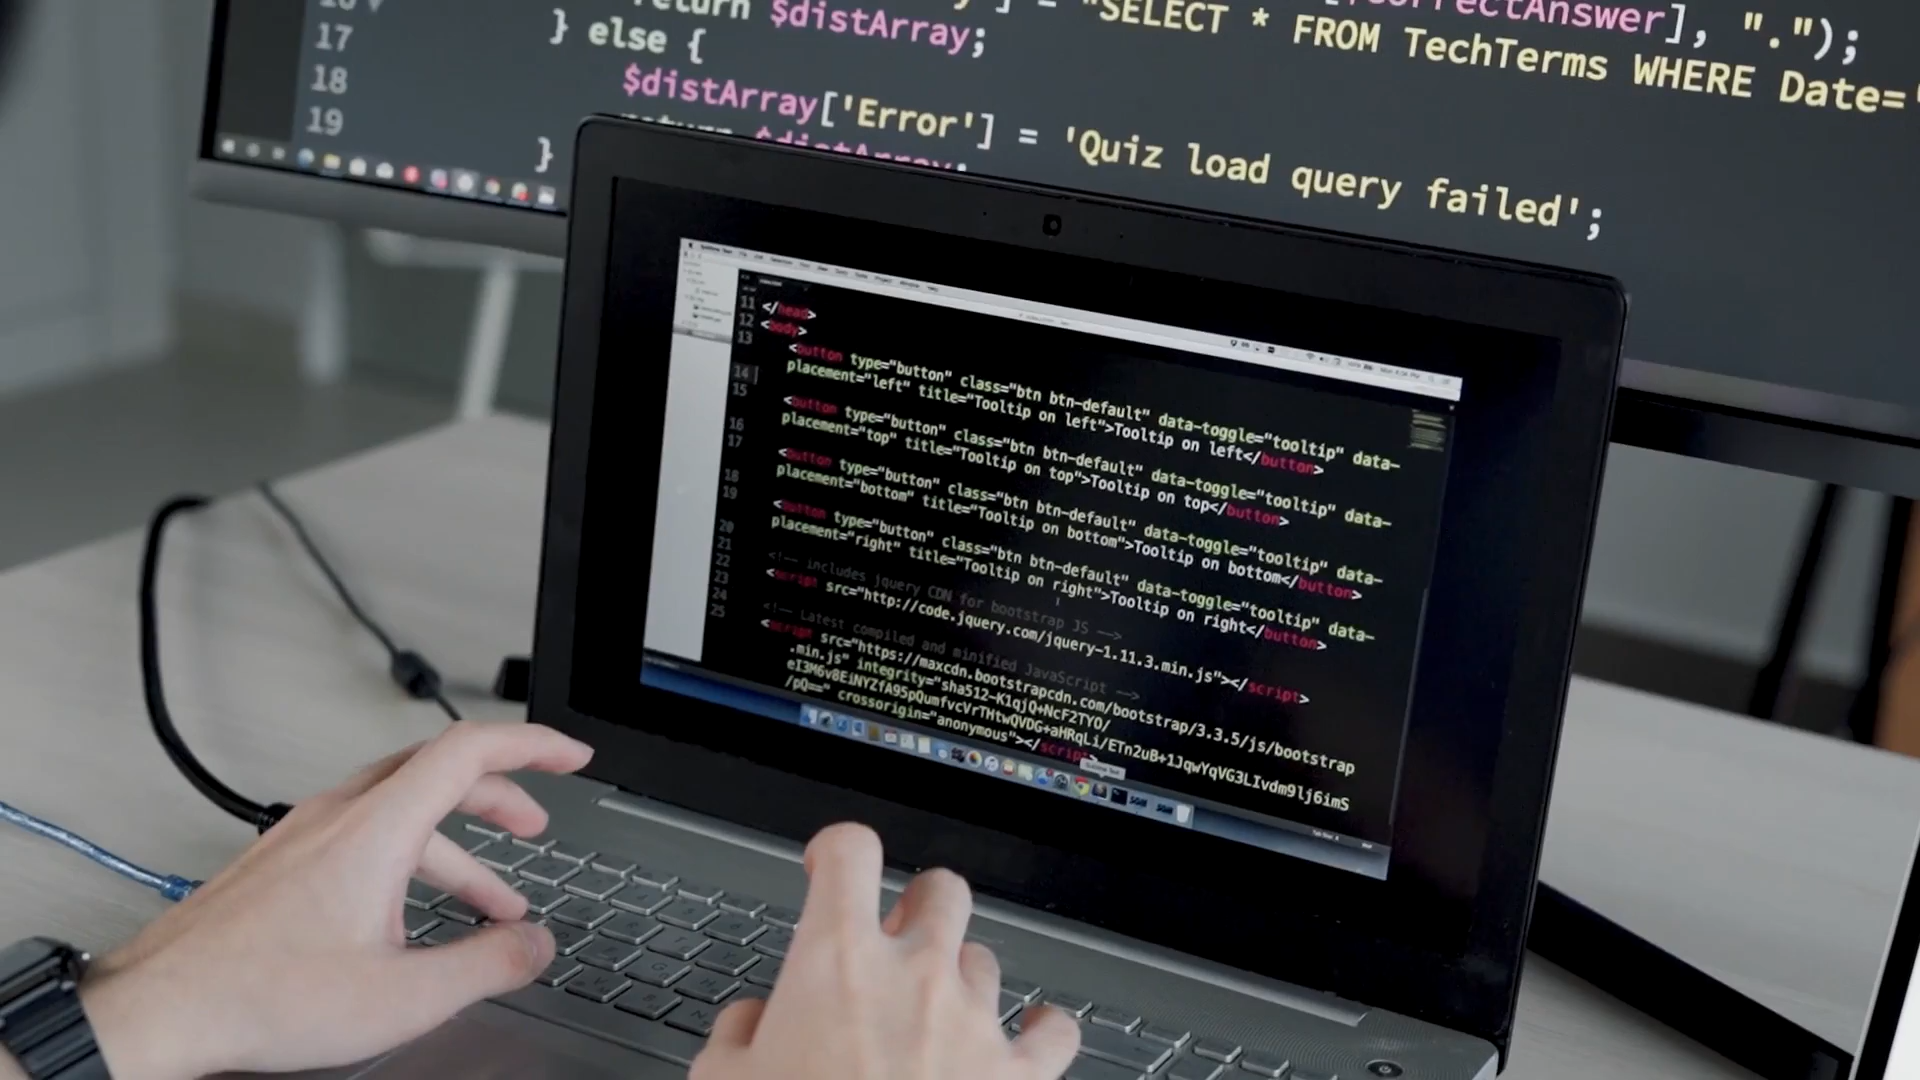 return $distArray;
"SELECT * FROM TechTerms WHERE Date='
17 } else {
18 $distArray['Error'] = 'Quiz load query failed';
19
}
11 </head>
12 <body>
13
<button type="button" class="btn btn-default" data-toggle="tooltip" data-
14 placement="left" title="Tooltip on left">Tooltip on left</button>
15
<button type="button" class="btn btn-default" data-toggle="tooltip" data-
16 placement="top" title="Tooltip on top">Tooltip on top</button>
17
<button type="button" class="btn btn-default" data-toggle="tooltip" data-
18 placement="bottom" title="Tooltip on bottom">Tooltip on bottom</button>
19
<button type="button" class="btn btn-default" data-toggle="tooltip" data-
20 placement="right" title="Tooltip on right">Tooltip on right</button>
21
22 <!-- includes jquery CDN for bootstrap JS -->
23 <script src="http://code.jquery.com/jquery-1.11.3.min.js"></script>
24 <!-- Latest compiled and minified JavaScript -->
25 <script src="https://maxcdn.bootstrapcdn.com/bootstrap/3.3.5/js/bootstrap
.min.js" integrity="sha512-K1qjQ+NcF2TYO/
eI3M6v8EiNYZfA95pQumfvcVrTHtwQVDG+aHRqLi/ETn2uB+1JqwYqVG3LIvdm9lj6imS
/pQ==" crossorigin="anonymous"></script>